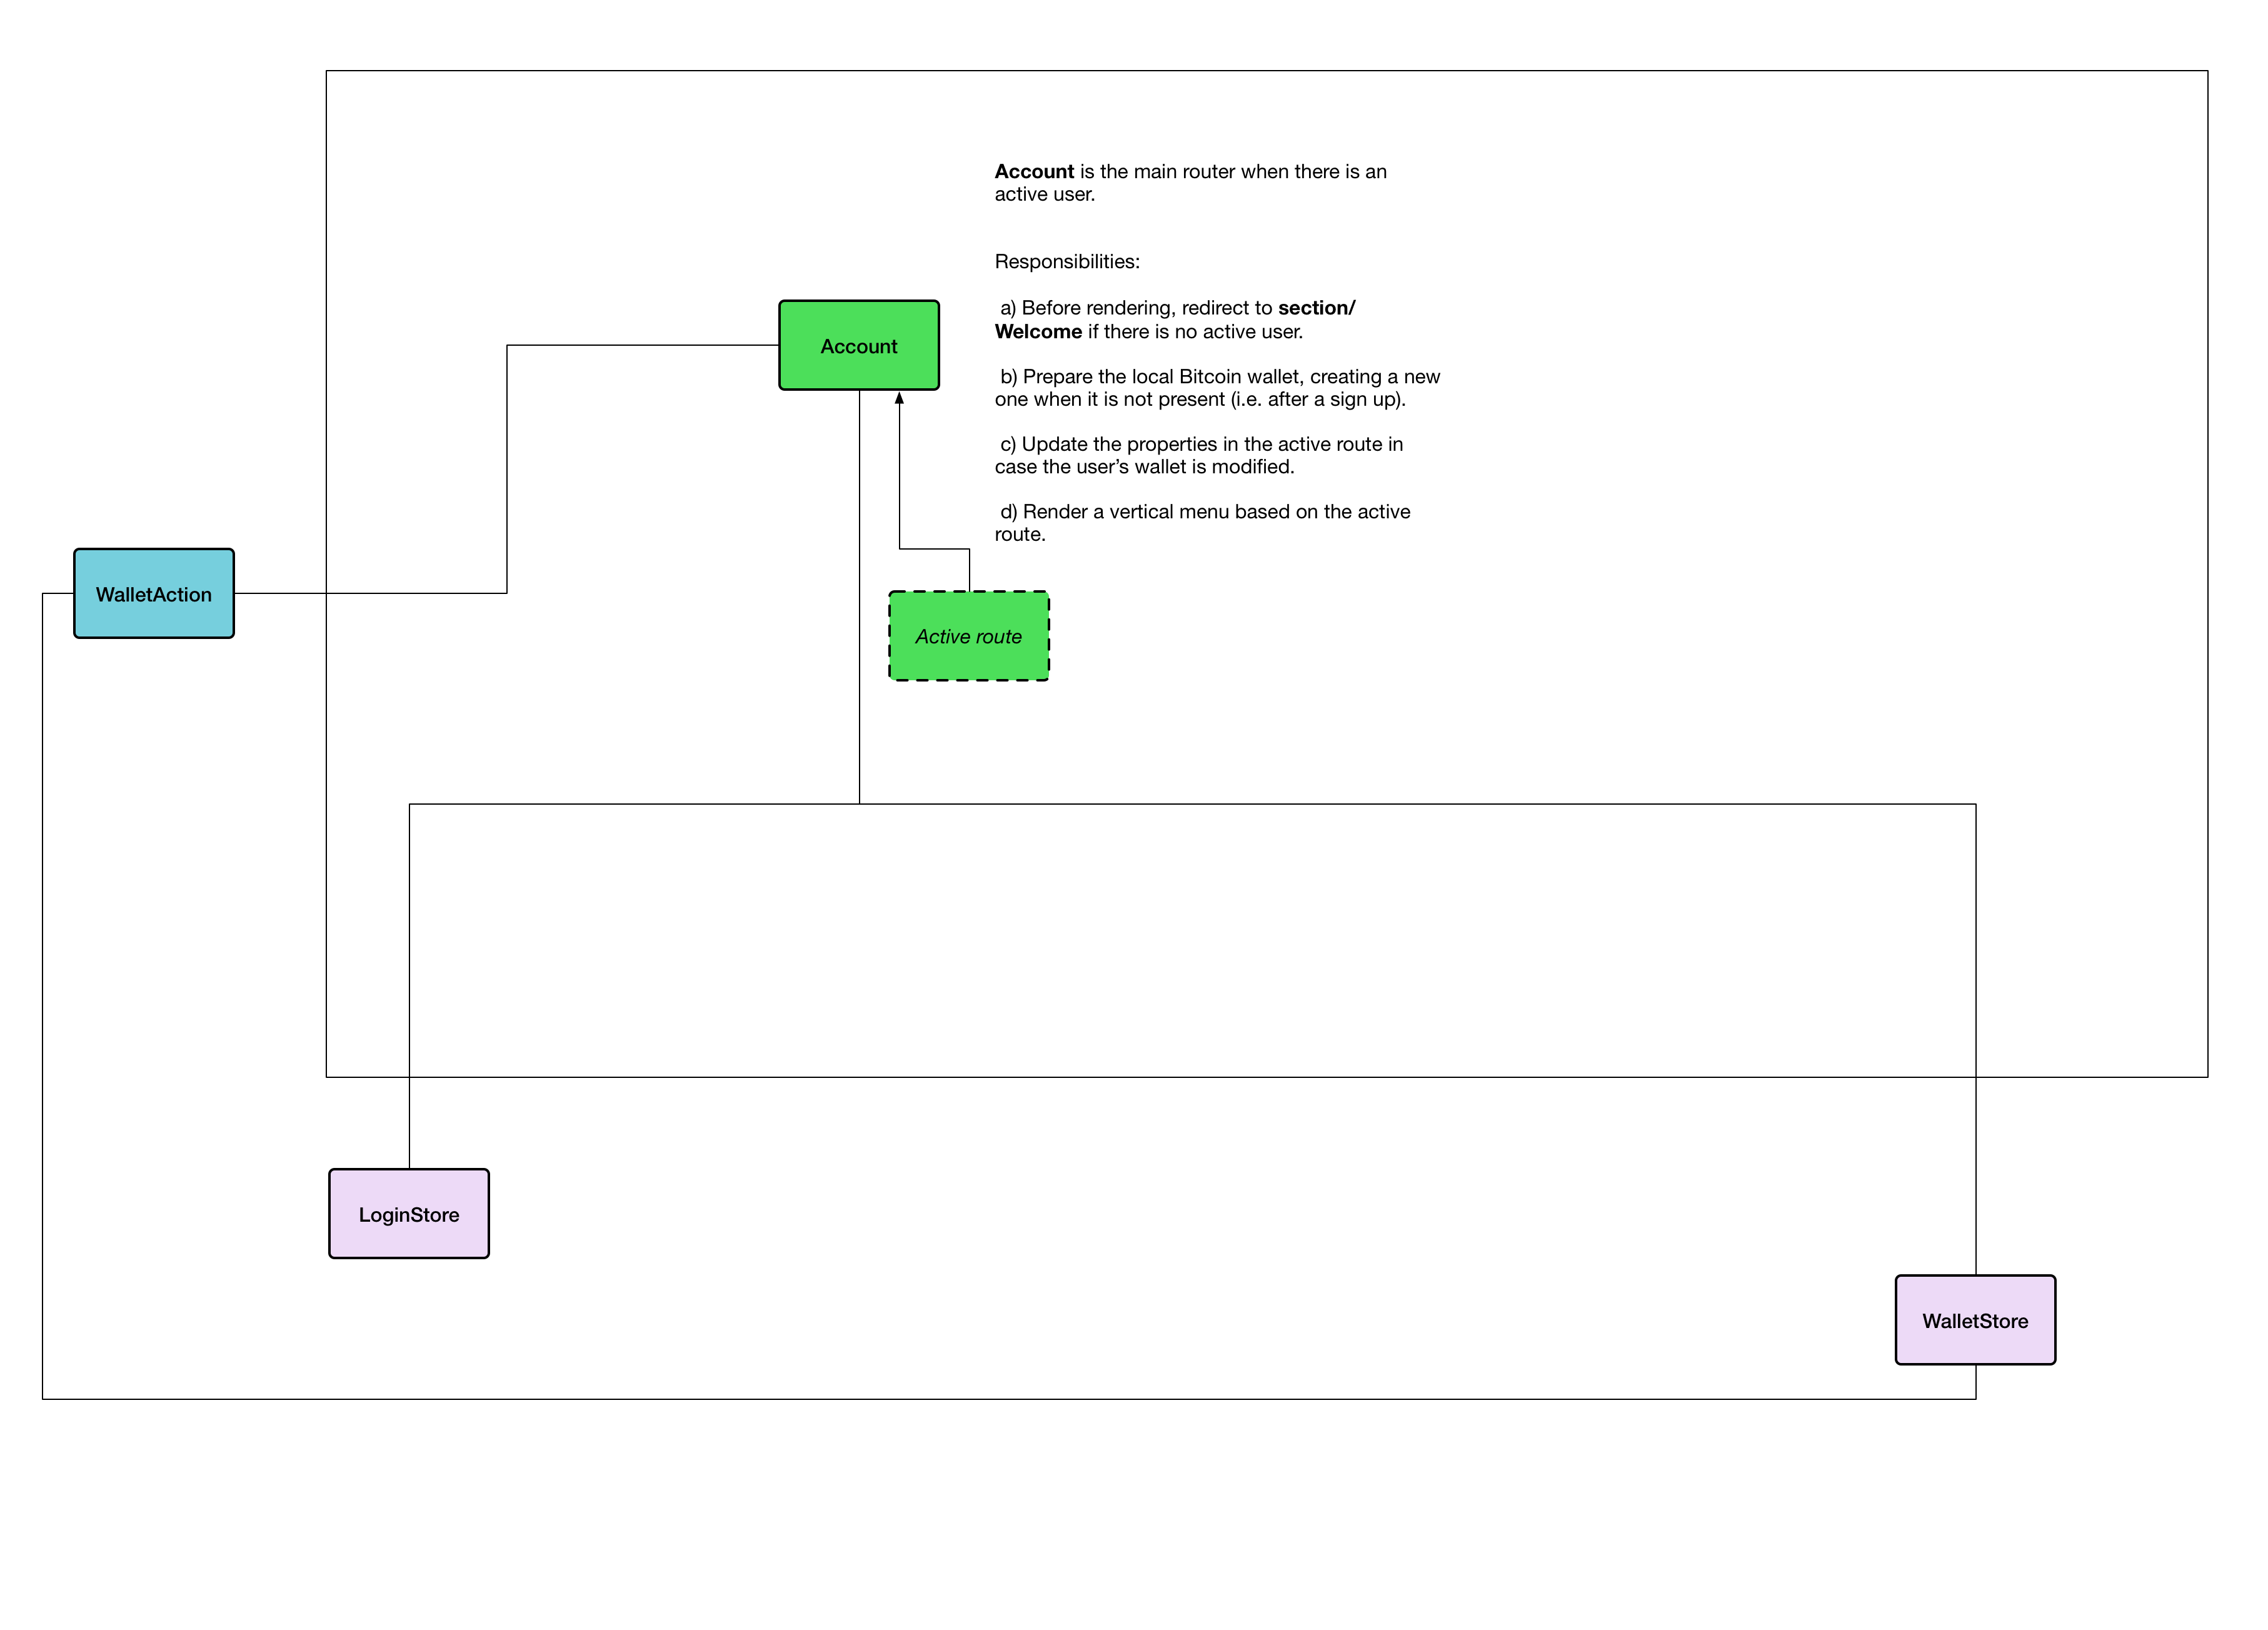 Account is the main router when there is an
active user.
Responsibilities:
a) Before rendering, redirect to section/
Welcome if there is no active user.
b) Prepare the local Bitcoin wallet, creating a new
one when it is not present (i.e. after a sign up).
c) Update the properties in the active route in
case the user’s wallet is modified.
d) Render a vertical menu based on the active
route.
Account
WalletAction
Active route
LoginStore
WalletStore